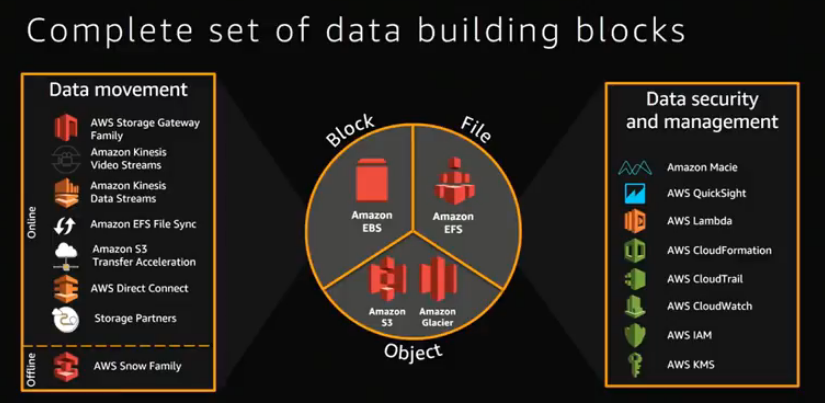 Complete set of data building blocks
Data movement
Online
AWS Storage Gateway
Family
Amazon Kinesis
Video Streams
Amazon Kinesis
Data Streams
Amazon EFS File Sync
Amazon S3
Transfer Acceleration
AWS Direct Connect
Storage Partners
Offline
AWS Snow Family
Block
File
Amazon
EBS
Amazon
EFS
Amazon
S3
Amazon
Glacier
Object
Data security
and management
Amazon Macie
AWS QuickSight
AWS Lambda
AWS CloudFormation
AWS CloudTrail
AWS CloudWatch
AWS IAM
AWS KMS